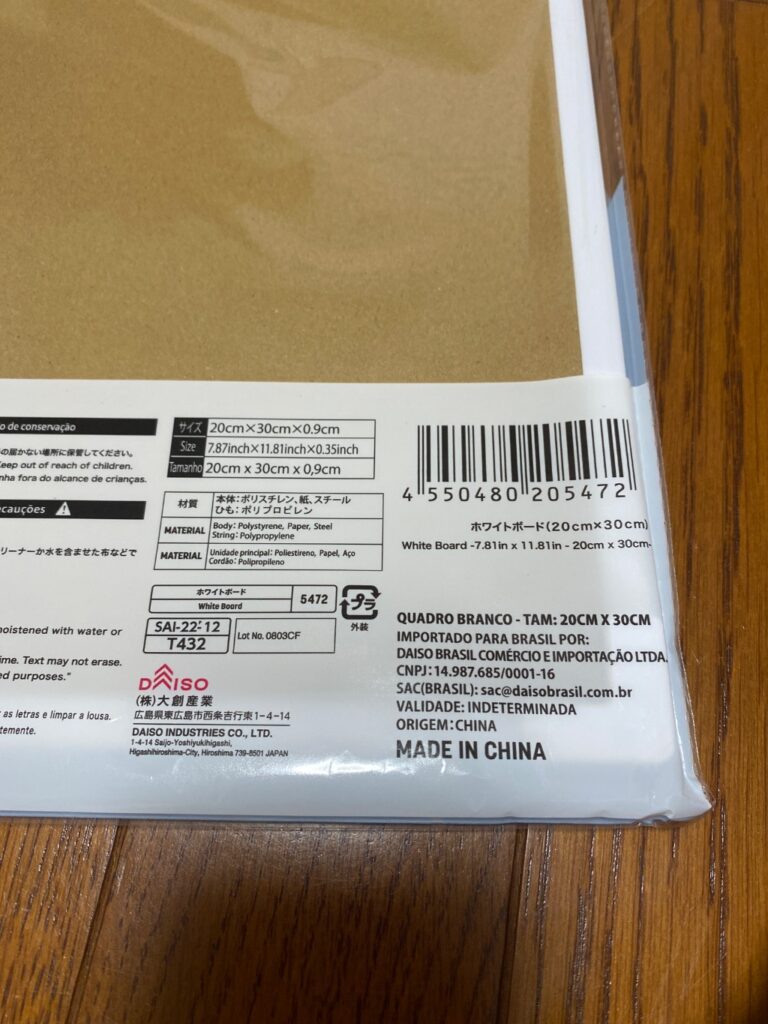 o de conservação
の届かない場所に保管してください。
Keep out of reach of children.
nha fora do alcance de crianças.
cauções
リーナーか水を含ませた布などで
moistened with water or
ime. Text may not erase.
ed purposes."
as letras e limpar a lousa.
temente.
サイズ 20cm×30cm×0.9cm
Size 7.87inch×11.81inch×0.35inch
Tamanho 20cm x 30cm x 0,9cm
材質 本体:ポリスチレン、紙、スチール
ひも:ポリプロピレン
MATERIAL Body: Polystyrene, Paper, Steel
String: Polypropylene
MATERIAL Unidade principal: Poliestireno, Papel, Aço
Cordão: Polipropileno
ホワイトボード
White Board
5472
プラ
外装
SAI-22:12
T432
Lot No. 0803CF
DAISO
(株)大創産業
広島県東広島市西条吉行東1-4-14
DAISO INDUSTRIES CO., LTD.
1-4-14 Saijo-Yoshiyukihigashi,
Higashihiroshima-City, Hiroshima 739-8501 JAPAN
4 550480 205472
ホワイトボード(20cm×30cm)
White Board -7.81in x 11.81in - 20cm x 30cm-
QUADRO BRANCO - TAM: 20CM X 30CM
IMPORTADO PARA BRASIL POR:
DAISO BRASIL COMÉRCIO E IMPORTAÇÃO LTDA.
CNPJ: 14.987.685/0001-16
SAC(BRASIL): sac@daisobrasil.com.br
VALIDADE: INDETERMINADA
ORIGEM: CHINA
MADE IN CHINA